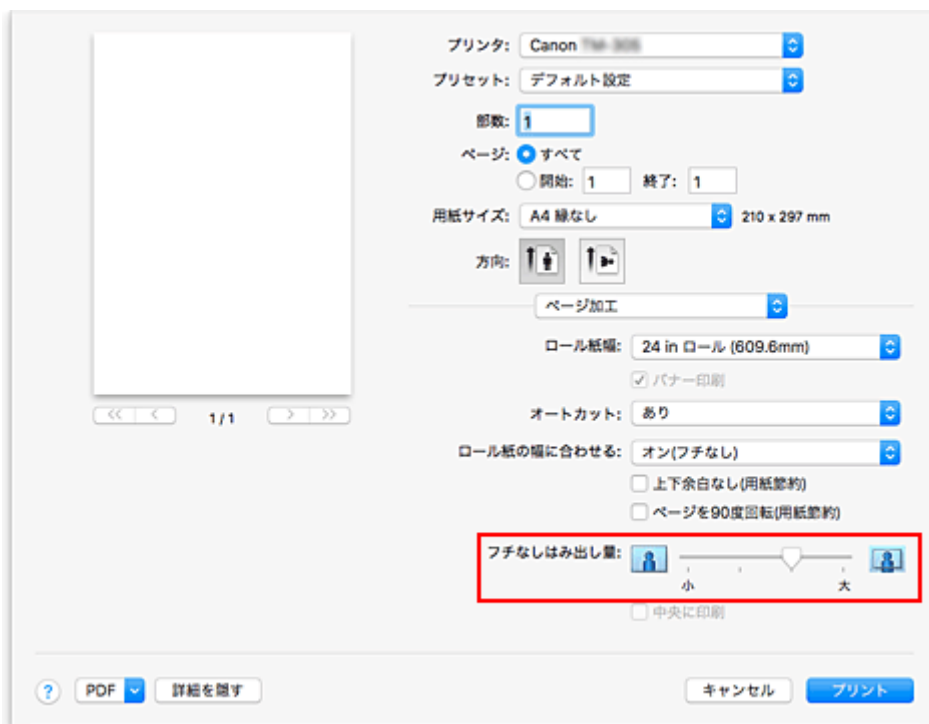 プリンタ: Canon
プリセット: デフォルト設定
部数: 1
ページ: すべて
開始: 1 終了: 1
用紙サイズ: A4 縁なし 210 x 297 mm
方向:
ページ加工
ロール紙幅: 24 in ロール (609.6mm)
バナー印刷
オートカット: あり
ロール紙の幅に合わせる: オン(フチなし)
上下余白なし(用紙節約)
ページを90度回転(用紙節約)
フチなしはみ出し量:
小 大
中央に印刷
1/1
? PDF 詳細を隠す キャンセル プリント